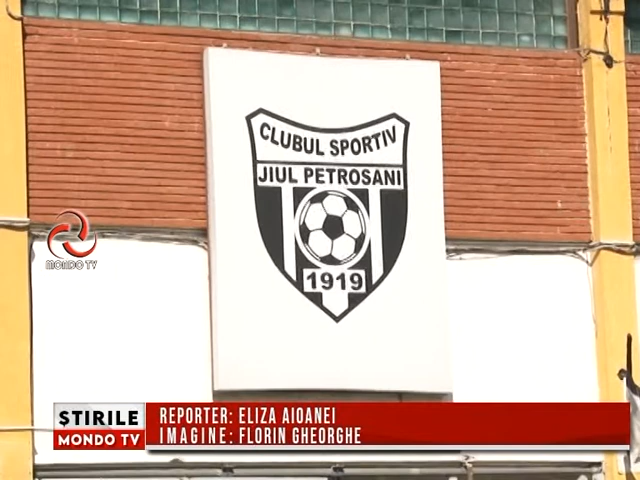 CLUBUL SPORTIV
JIUL PETROSANI
1919
MONDO TV
ȘTIRILE
MONDO TV
REPORTER: ELIZA AIOANEI
IMAGINE: FLORIN GHEORGHE